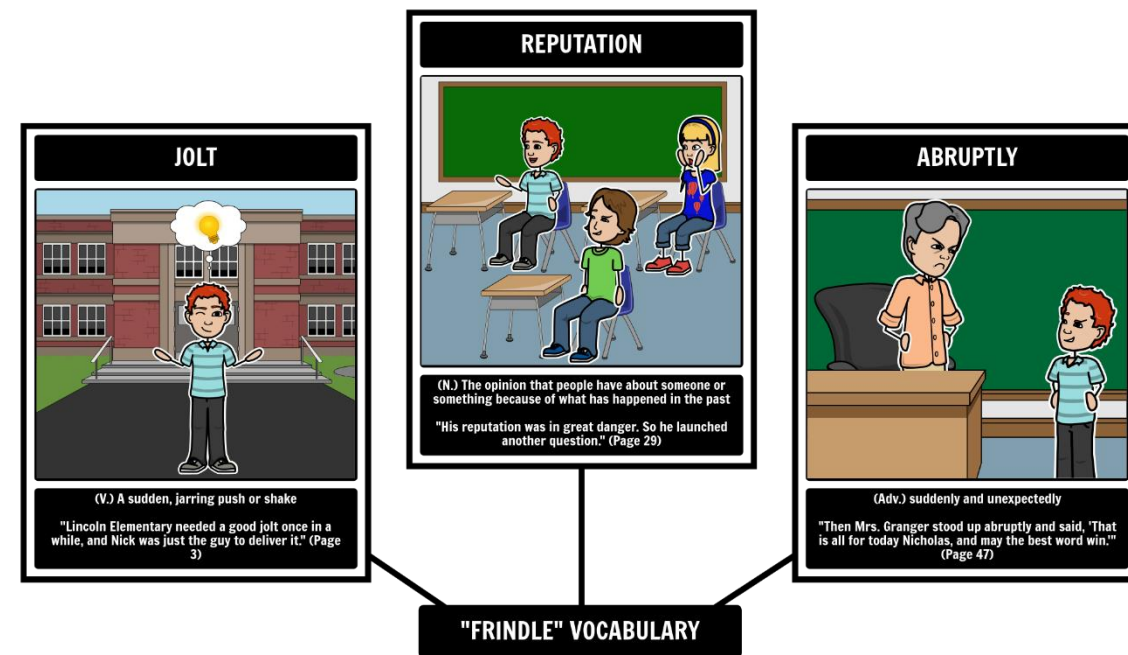 JOLT
(V.) A sudden, jarring push or shake
"Lincoln Elementary needed a good jolt once in a
while, and Nick was just the guy to deliver it." (Page
3)
REPUTATION
(N.) The opinion that people have about someone or
something because of what has happened in the past
"His reputation was in great danger. So he launched
another question." (Page 29)
ABRUPTLY
(Adv.) suddenly and unexpectedly
"Then Mrs. Granger stood up abruptly and said, 'That
is all for today Nicholas, and may the best word win.'"
(Page 47)
"FRINDLE" VOCABULARY